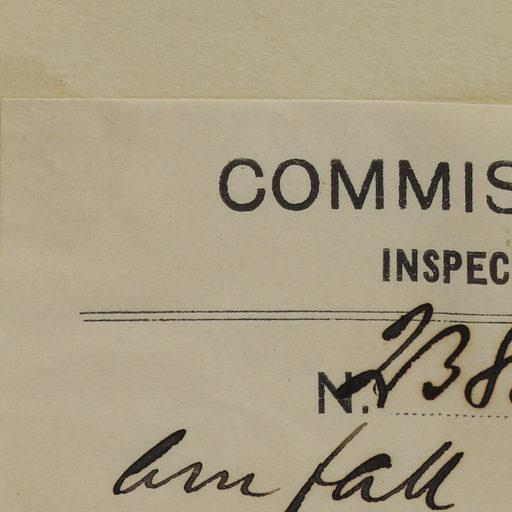 COMMIS
INSPEC
N. 238
am fall